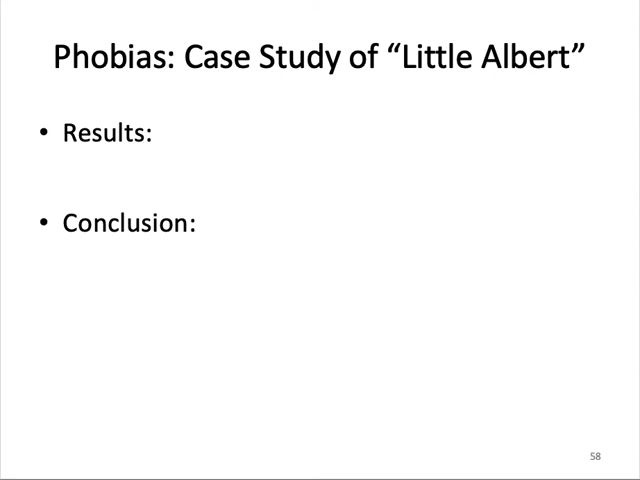 Phobias: Case Study of “Little Albert”
• Results:
• Conclusion:
58